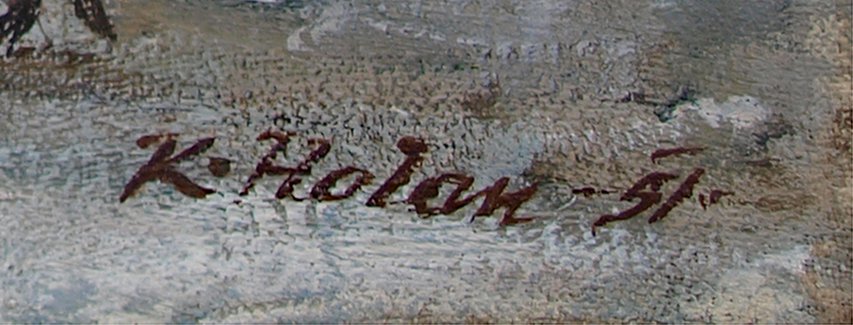 K. Holan -51-